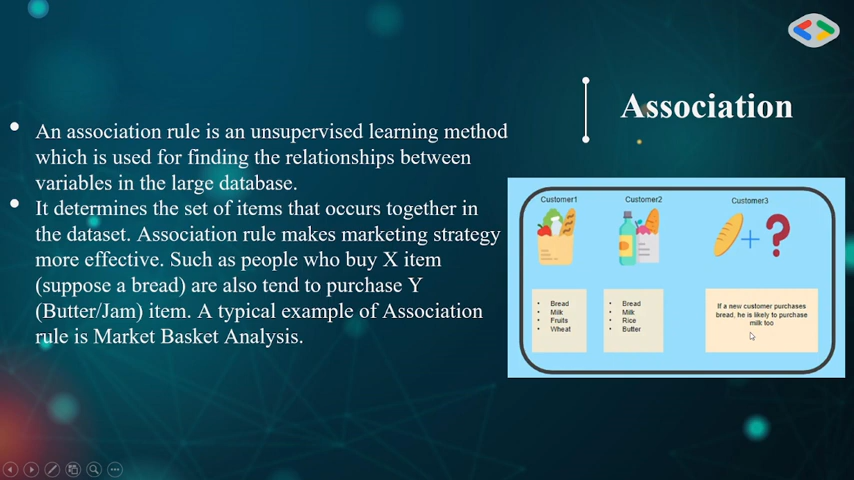 Association
• An association rule is an unsupervised learning method
which is used for finding the relationships between
variables in the large database.
• It determines the set of items that occurs together in
the dataset. Association rule makes marketing strategy
more effective. Such as people who buy X item
(suppose a bread) are also tend to purchase Y
(Butter/Jam) item. A typical example of Association
rule is Market Basket Analysis.
Customer1
• Bread
• Milk
• Fruits
• Wheat
Customer2
• Bread
• Milk
• Rice
• Butter
Customer3
If a new customer purchases
bread, he is likely to purchase
milk too